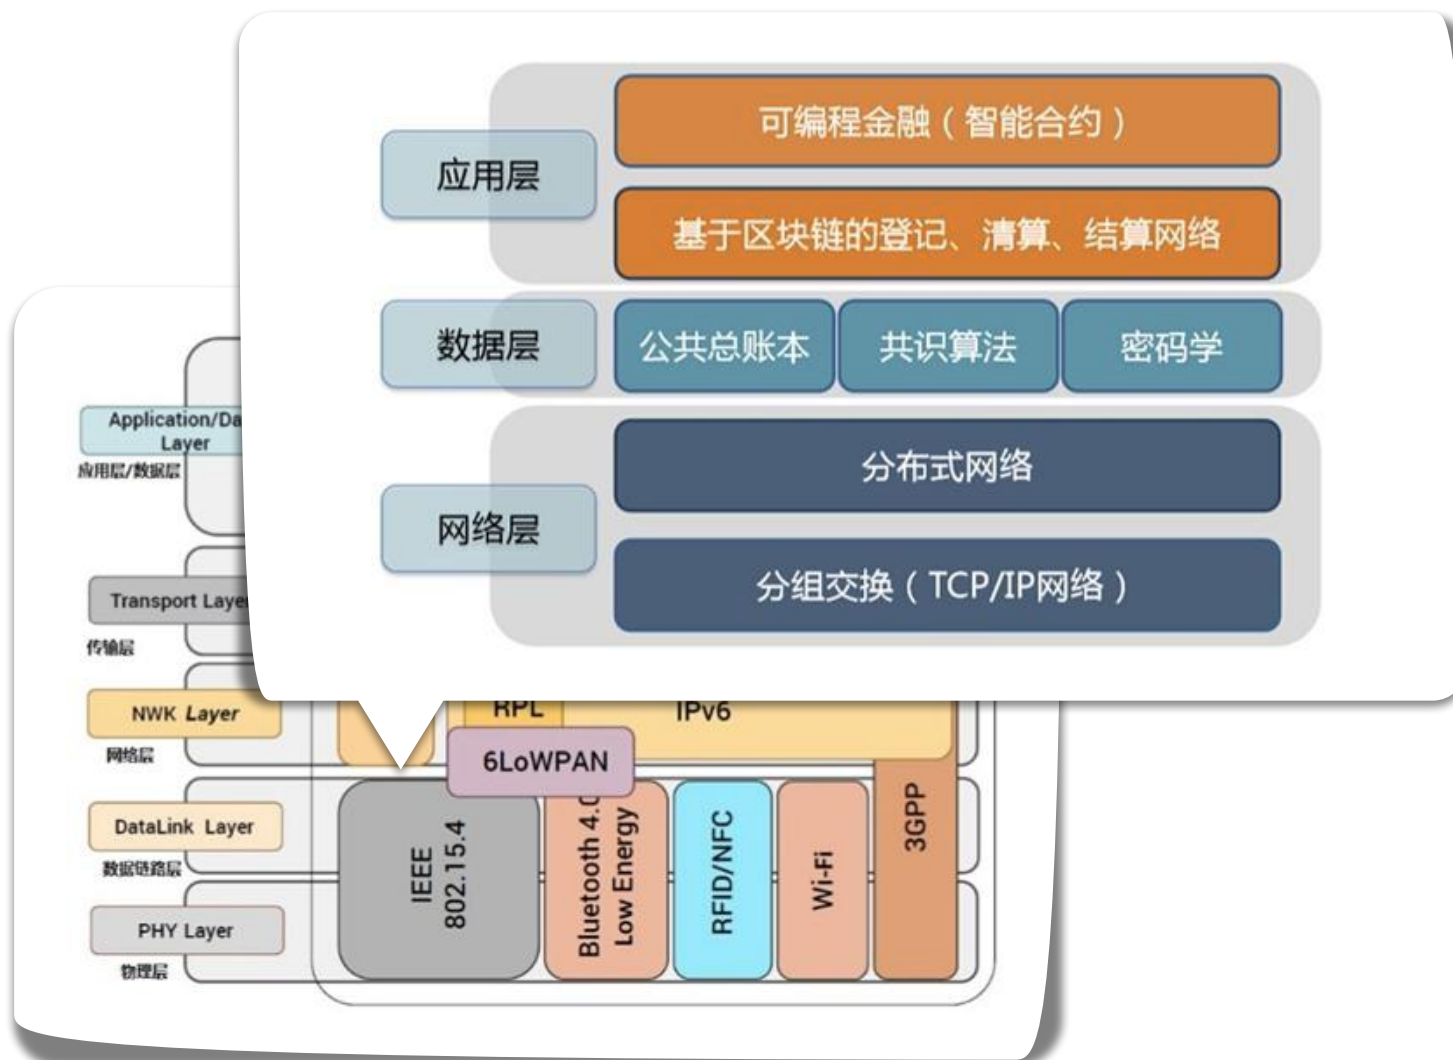 可编程金融（智能合约）
应用层
基于区块链的登记、清算、结算网络
数据层
公共总账本
共识算法
密码学
分布式网络
网络层
分组交换（TCP/IP网络）
Application/Da
Layer
应用层/数据层
Transport Laye
传输层
NWK Layer
网络层
RPL
IPv6
6LoWPAN
DataLink Layer
数据链路层
PHY Layer
物理层
IEEE
802.15.4
Bluetooth 4.0
Low Energy
RFID/NFC
Wi-Fi
3GPP